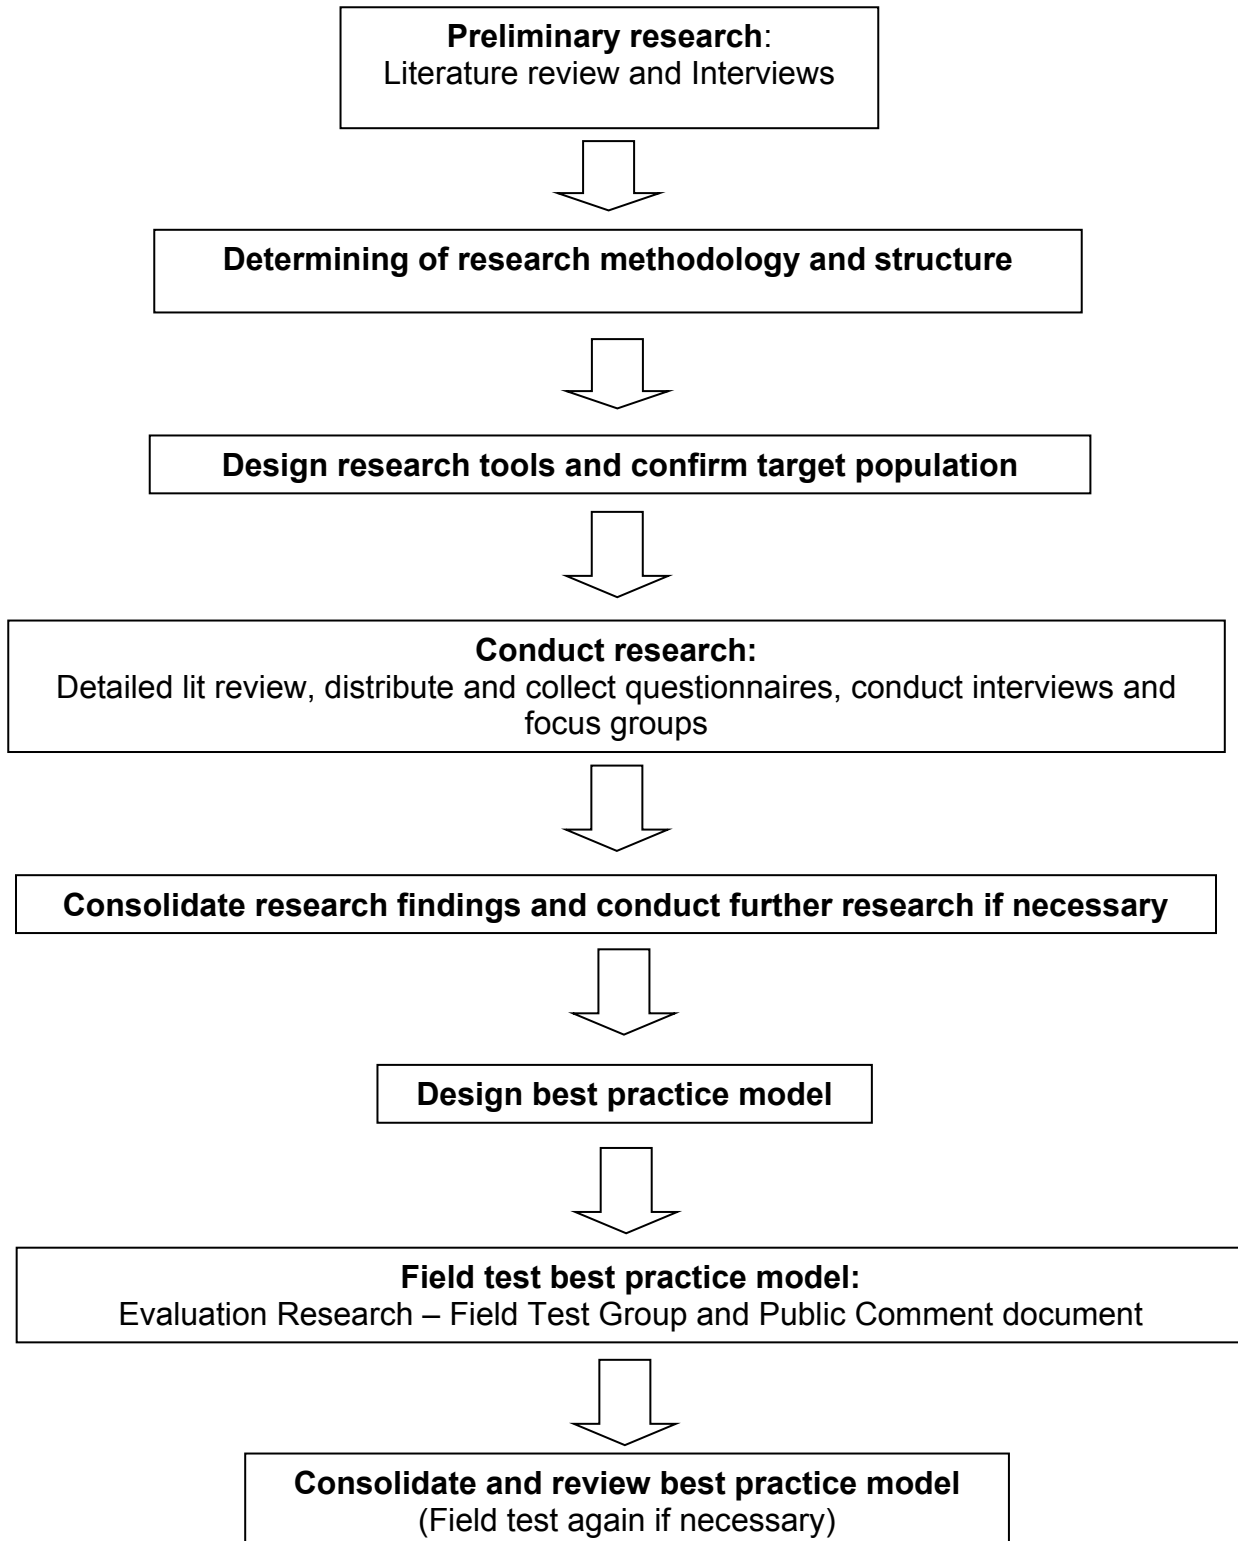 Preliminary research:
Literature review and Interviews
Determining of research methodology and structure
Design research tools and confirm target population
Conduct research:
Detailed lit review, distribute and collect questionnaires, conduct interviews and
focus groups
Consolidate research findings and conduct further research if necessary
Design best practice model
Field test best practice model:
Evaluation Research – Field Test Group and Public Comment document
Consolidate and review best practice model
(Field test again if necessary)